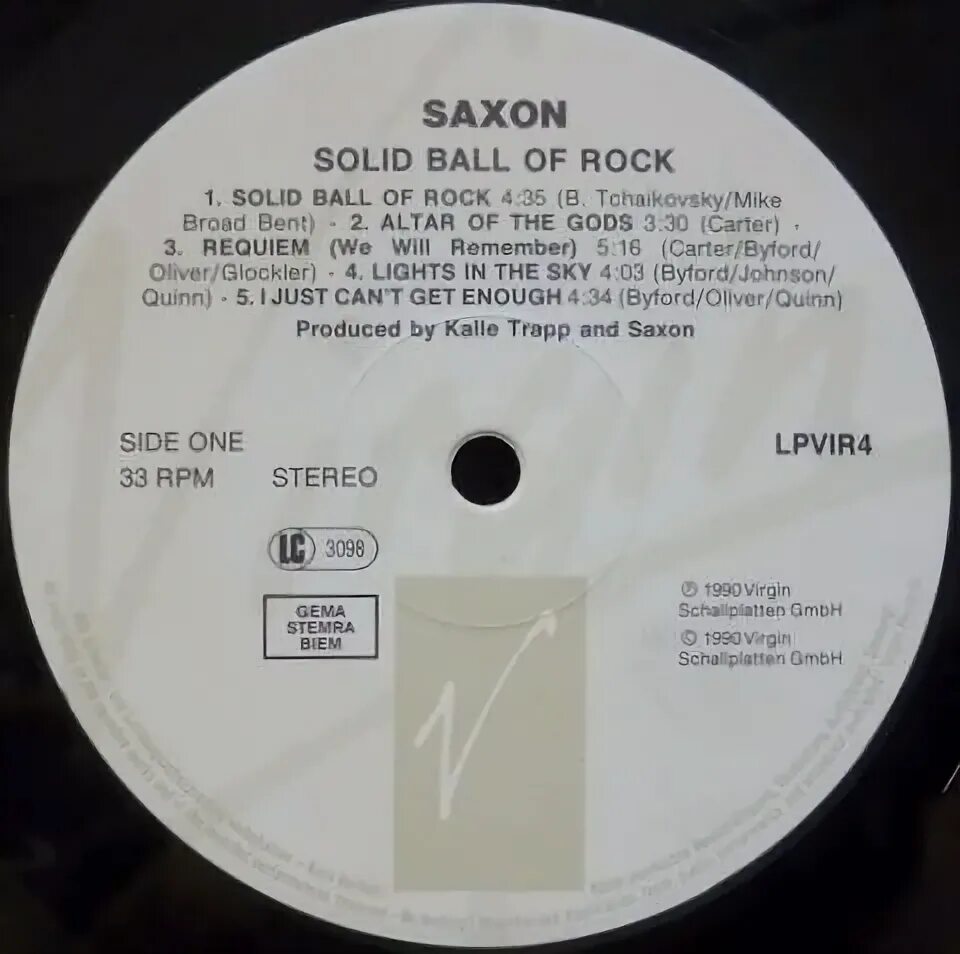 SAXON
SOLID BALL OF ROCK
1. SOLID BALL OF ROCK 4:35 (B. Tchaikovsky/Mike
Broad Bent) · 2. ALTAR OF THE GODS 3:30 (Carter) ·
3. REQUIEM (We Will Remember) 5:16 (Carter/Byford/
Oliver/Glockler) · 4. LIGHTS IN THE SKY 4:03 (Byford/Johnson/
Quinn) · 5. I JUST CAN'T GET ENOUGH 4:34 (Byford/Oliver/Quinn)
Produced by Kalle Trapp and Saxon
SIDE ONE
33 RPM STEREO
LPVIR4
LC 3098
GEMA
STEMRA
BIEM
℗ 1990 Virgin
Schallplatten GmbH
© 1990 Virgin
Schallplatten GmbH